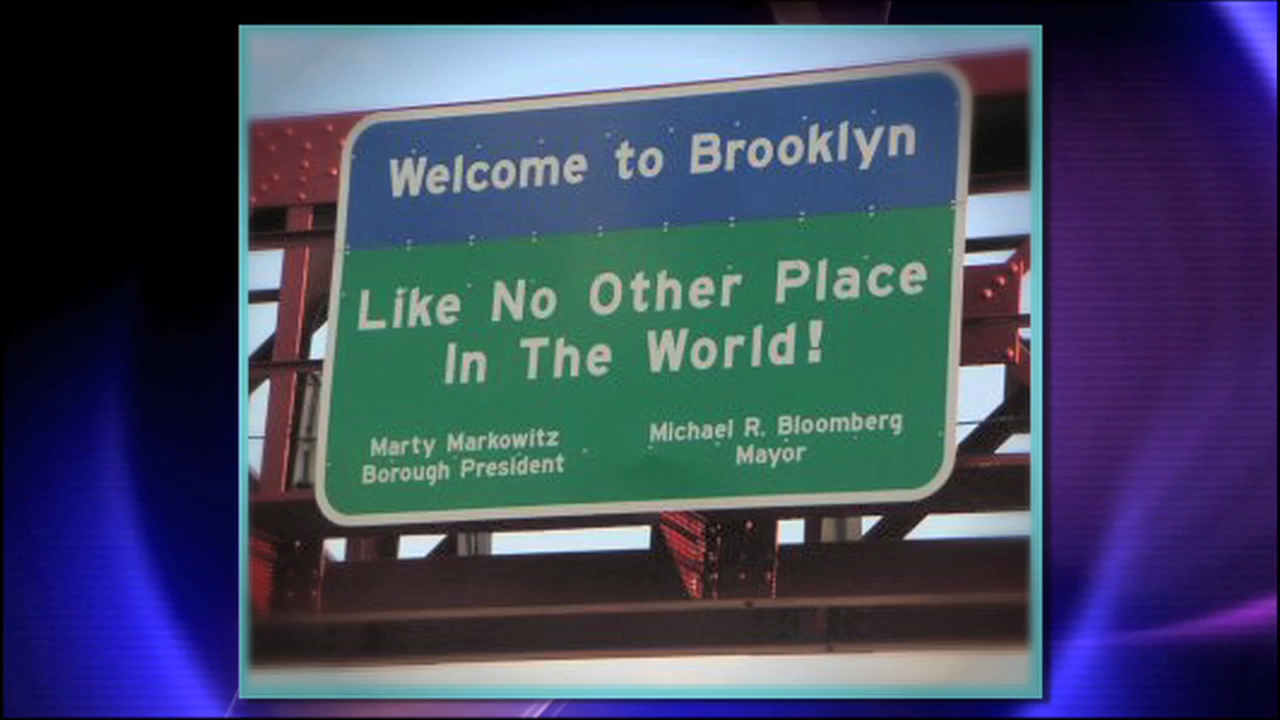 Welcome to Brooklyn
Like No Other Place
In The World!
Marty Markowitz
Borough President
Michael R. Bloomberg
Mayor